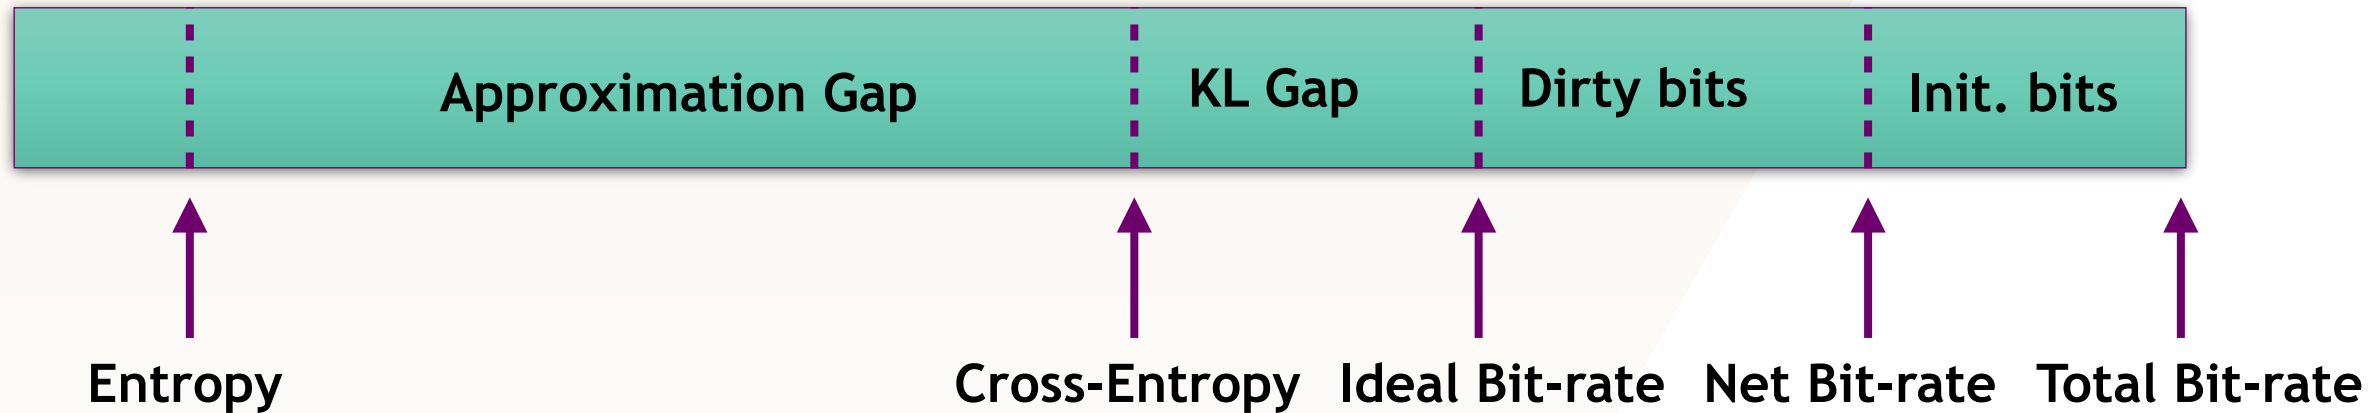 Approximation Gap
KL Gap
Dirty bits
Init. bits
Entropy
Cross-Entropy
Ideal Bit-rate
Net Bit-rate
Total Bit-rate